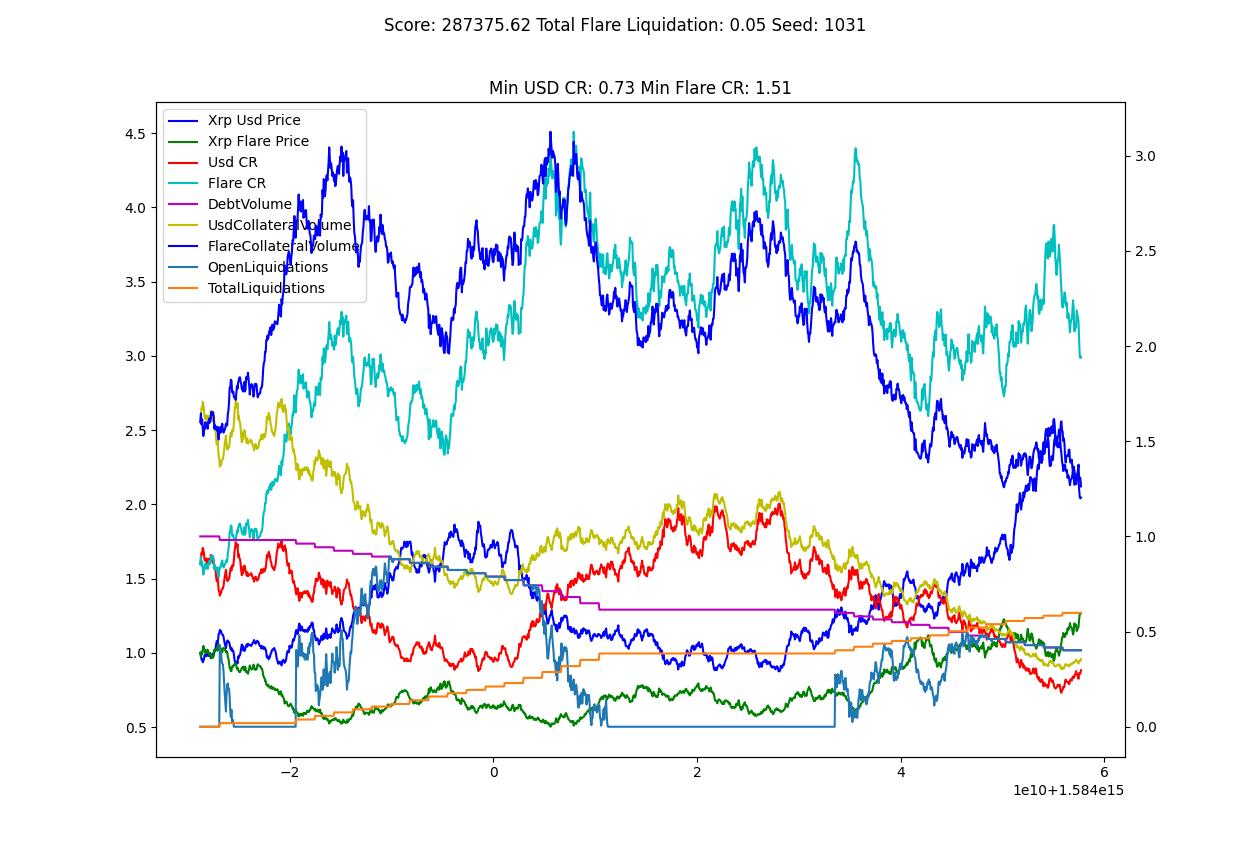 Score: 287375.62 Total Flare Liquidation: 0.05 Seed: 1031
Min USD CR: 0.73 Min Flare CR: 1.51
Xrp Usd Price
Xrp Flare Price
Usd CR
Flare CR
DebtVolume
UsdCollateralVolume
FlareCollateralVolume
OpenLiquidations
TotalLiquidations
4.5
4.0
3.5
3.0
2.5
2.0
1.5
1.0
0.5
3.0
2.5
2.0
1.5
1.0
0.5
0.0
−2 0 2 4 6
1e10+1.584e15